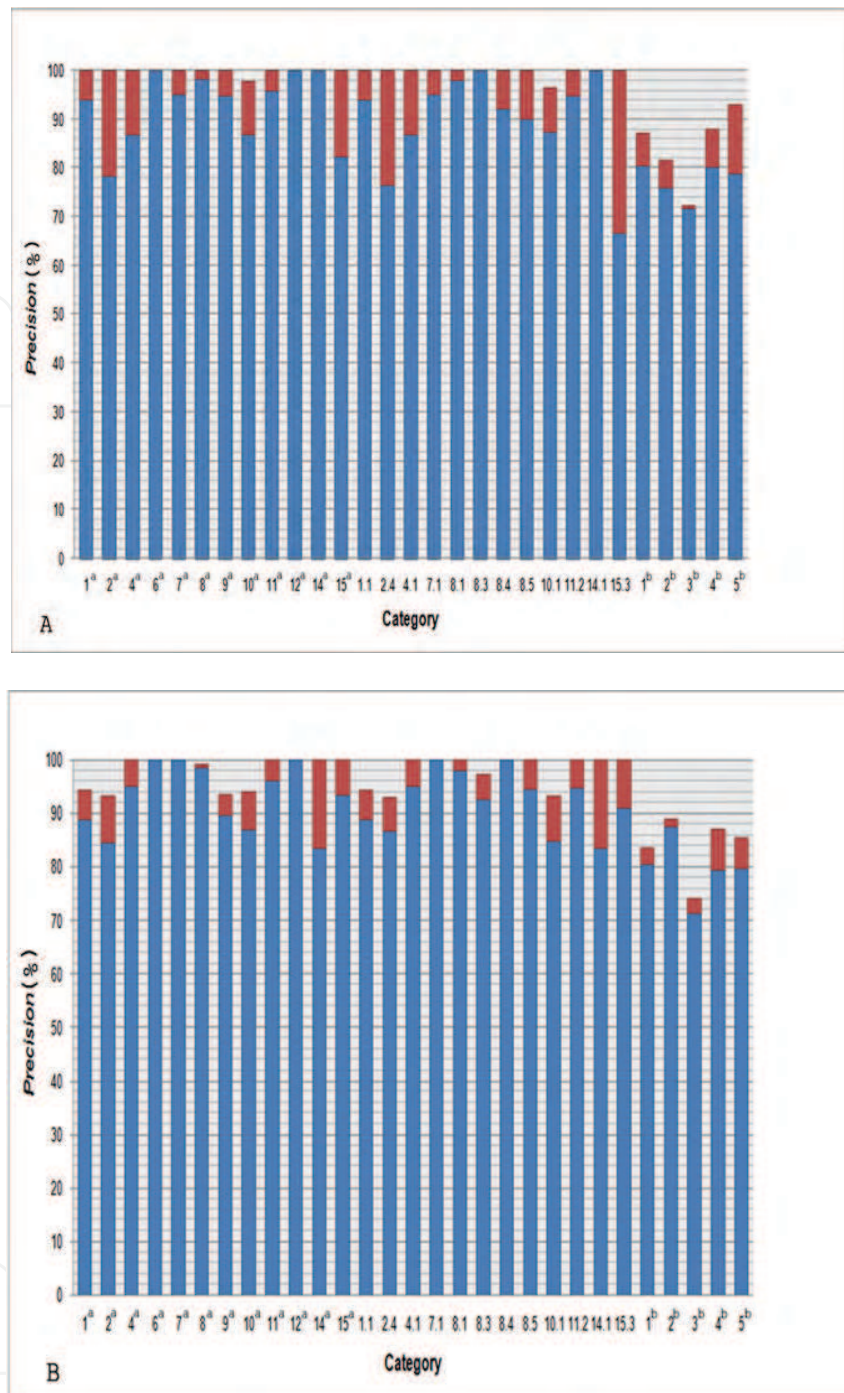 100
90
80
70
60
50
40
30
20
10
0
Precision (%)
1ᵃ 2ᵃ 4ᵃ 6ᵃ 7ᵃ 8ᵃ 9ᵃ 10ᵃ 11ᵃ 12ᵃ 14ᵃ 15ᵃ 1.1 2.4 4.1 7.1 8.1 8.3 8.4 8.5 10.1 11.2 14.1 15.3 1ᵇ 2ᵇ 3ᵇ 4ᵇ 5ᵇ
Category
A
100
90
80
70
60
50
40
30
20
10
0
Precision (%)
1ᵃ 2ᵃ 4ᵃ 6ᵃ 7ᵃ 8ᵃ 9ᵃ 10ᵃ 11ᵃ 12ᵃ 14ᵃ 15ᵃ 1.1 2.4 4.1 7.1 8.1 8.3 8.4 8.5 10.1 11.2 14.1 15.3 1ᵇ 2ᵇ 3ᵇ 4ᵇ 5ᵇ
Category
B